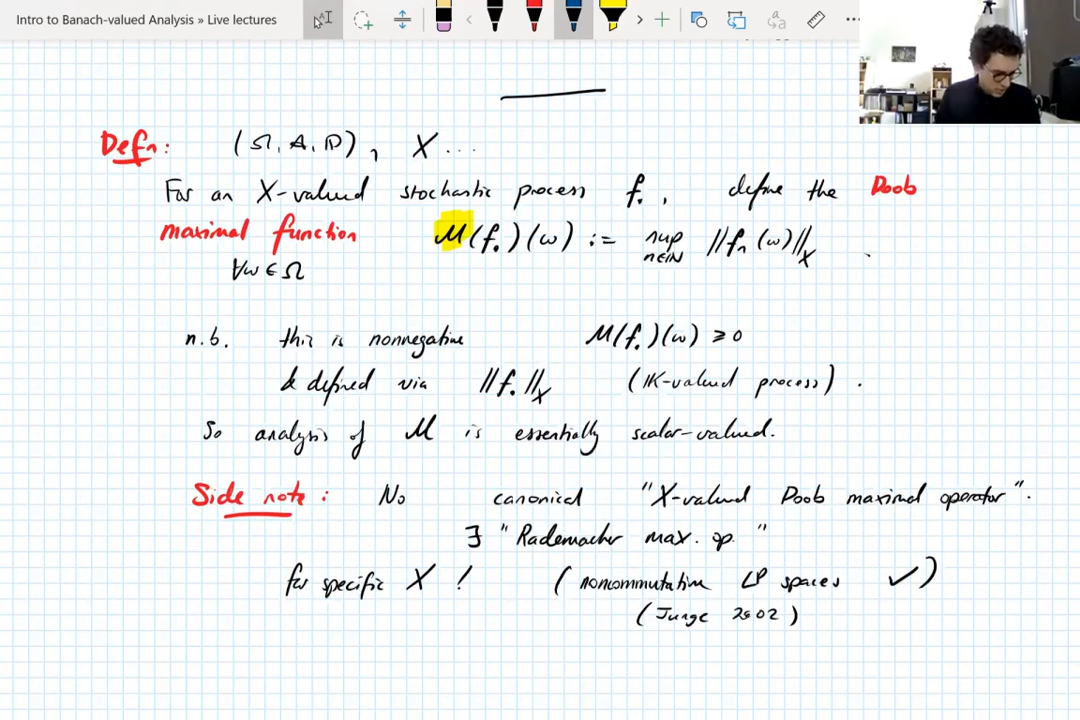 Intro to Banach-valued Analysis » Live lectures
Defn: (Ω, A, P), X...
For an X-valued stochastic process f., define the Doob
maximal function M(f.)(ω) := sup n∈ℕ ||fn(ω)||X .
∀ω∈Ω
n.b. this is nonnegative M(f.)(ω) ≥ 0
& defined via ||f.||X (K-valued process).
So analysis of M is essentially scalar-valued.
Side note: No canonical "X-valued Doob maximal operator".
∃ "Rademacher max. op."
for specific X! (noncommutative LP spaces ✓)
(Junge 2002)